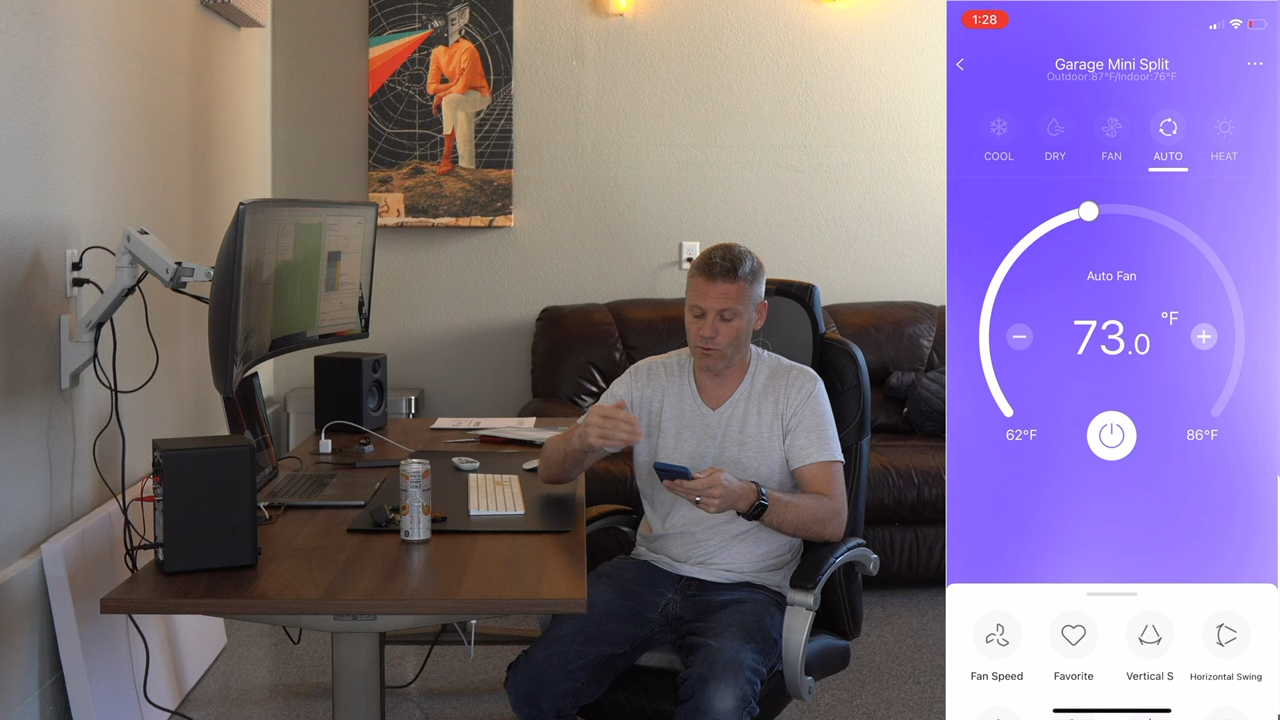 1:28
Garage Mini Split
Outdoor:87°F/Indoor:76°F
COOL DRY FAN AUTO HEAT
Auto Fan
73.0 °F
62°F 86°F
Fan Speed Favorite Vertical S Horizontal Swing